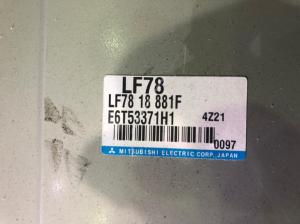 LF78
LF78 18 881F
E6T53371H1 4Z21
0097
MITSUBISHI ELECTRIC CORP. JAPAN